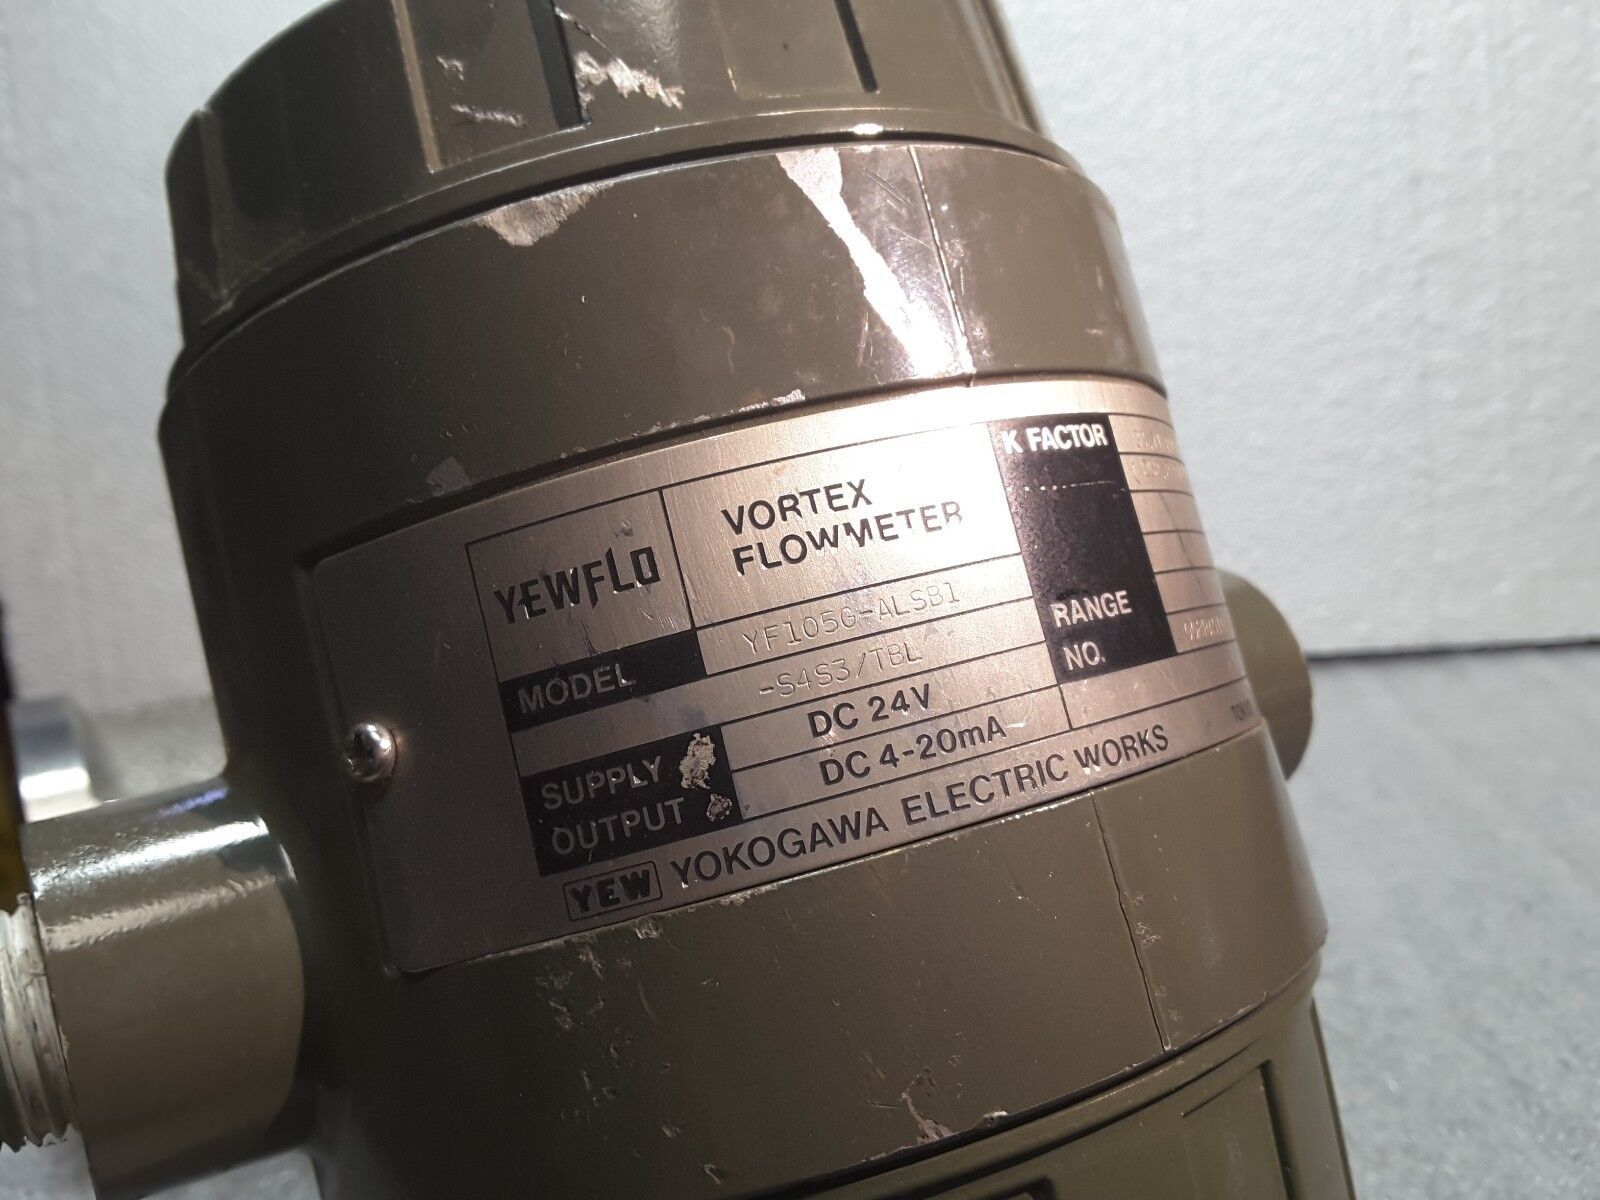 YEWFLO
VORTEX
FLOWMETER
K FACTOR
MODEL YF105G-ALSB1
-S4S3/TBL
RANGE
NO.
SUPPLY DC 24V
OUTPUT DC 4-20mA
YEW YOKOGAWA ELECTRIC WORKS